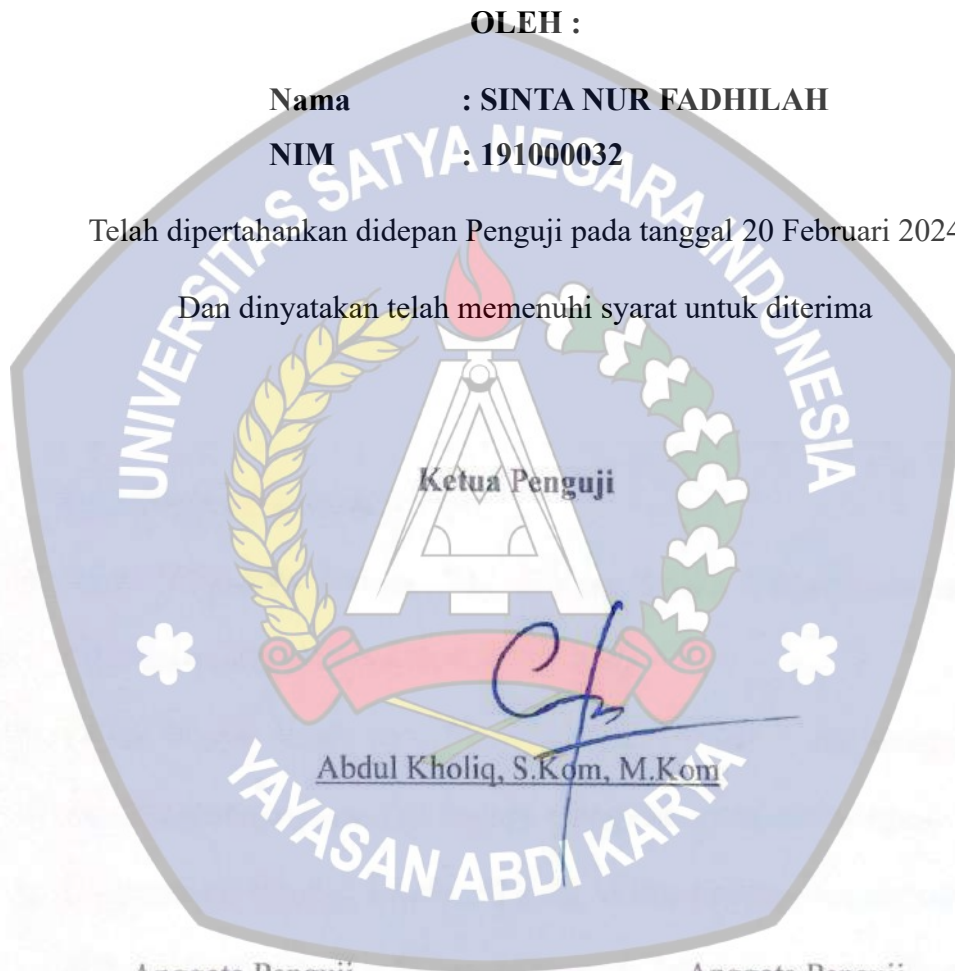 OLEH :
Nama : SINTA NUR FADHILAH
NIM : 191000032
UNIVERSITAS SATYA NEGARA INDONESIA
Telah dipertahankan didepan Penguji pada tanggal 20 Februari 2024
Dan dinyatakan telah memenuhi syarat untuk diterima
Ketua Penguji
Abdul Kholiq, S.Kom, M.Kom
YAYASAN ABDI KARYA
Anggota Penguji Anggota Penguji